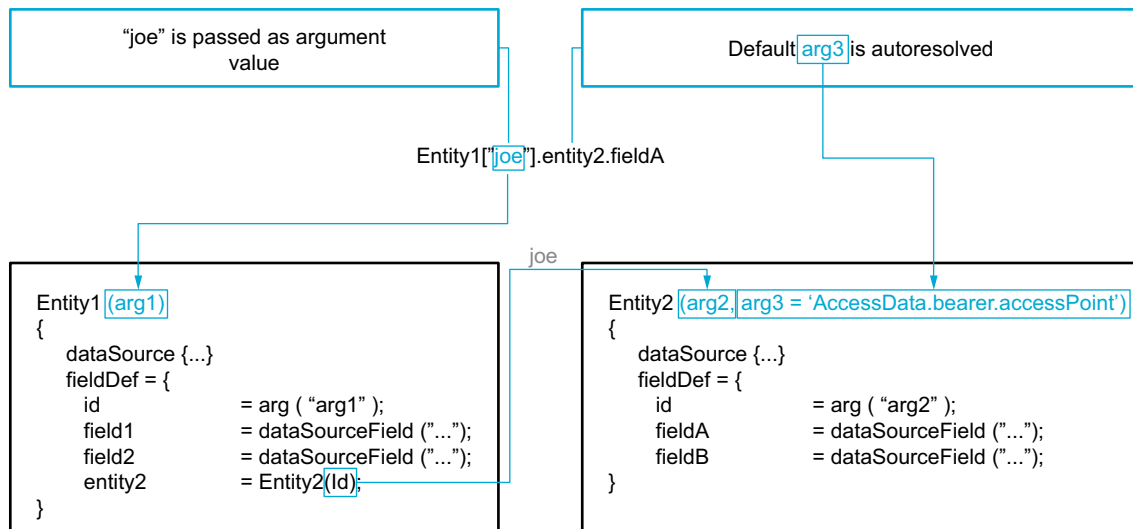 “joe” is passed as argument
value
Default arg3 is autoresolved
Entity1[”joe”].entity2.fieldA
joe
Entity1 (arg1)
{
dataSource {...}
fieldDef = {
id = arg ( “arg1” );
field1 = dataSourceField (”...”);
field2 = dataSourceField (”...”);
entity2 = Entity2(Id);
}
Entity2 (arg2, arg3 = ‘AccessData.bearer.accessPoint’)
{
dataSource {...}
fieldDef = {
id = arg ( “arg2” );
fieldA = dataSourceField (”...”);
fieldB = dataSourceField (”...”);
}